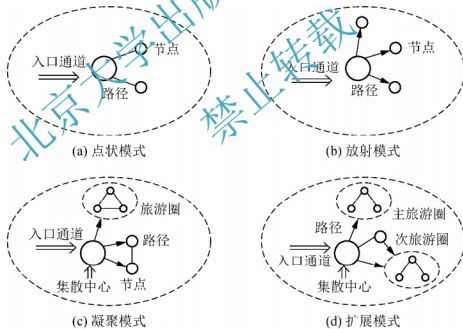 北京大学出版
禁止转载
节点
入口通道
路径
(a) 点状模式
节点
入口通道
路径
(b) 放射模式
旅游圈
入口通道
路径
集散中心
节点
(c) 凝聚模式
主旅游圈
路径
次旅游圈
入口通道
节点
集散中心
(d) 扩展模式